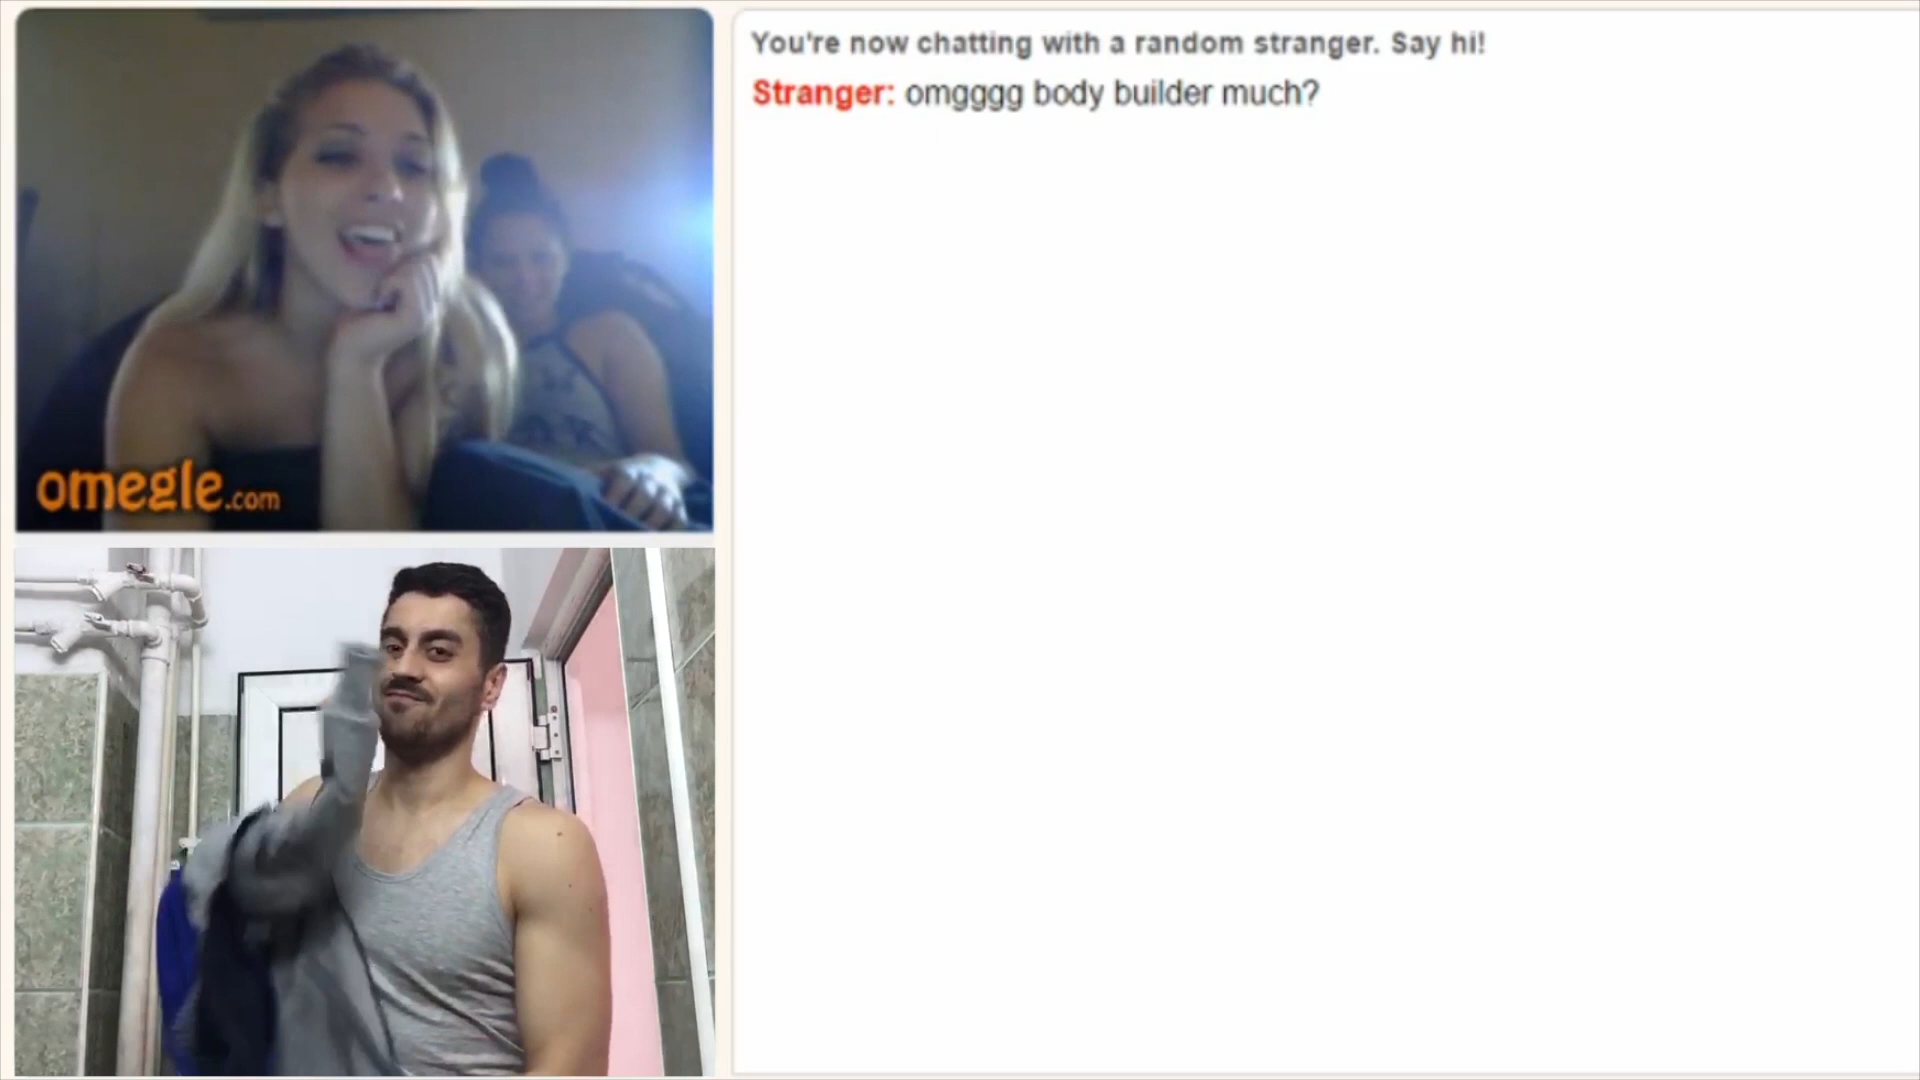 You're now chatting with a random stranger. Say hi!
Stranger: omgggg body builder much?
omegle.com